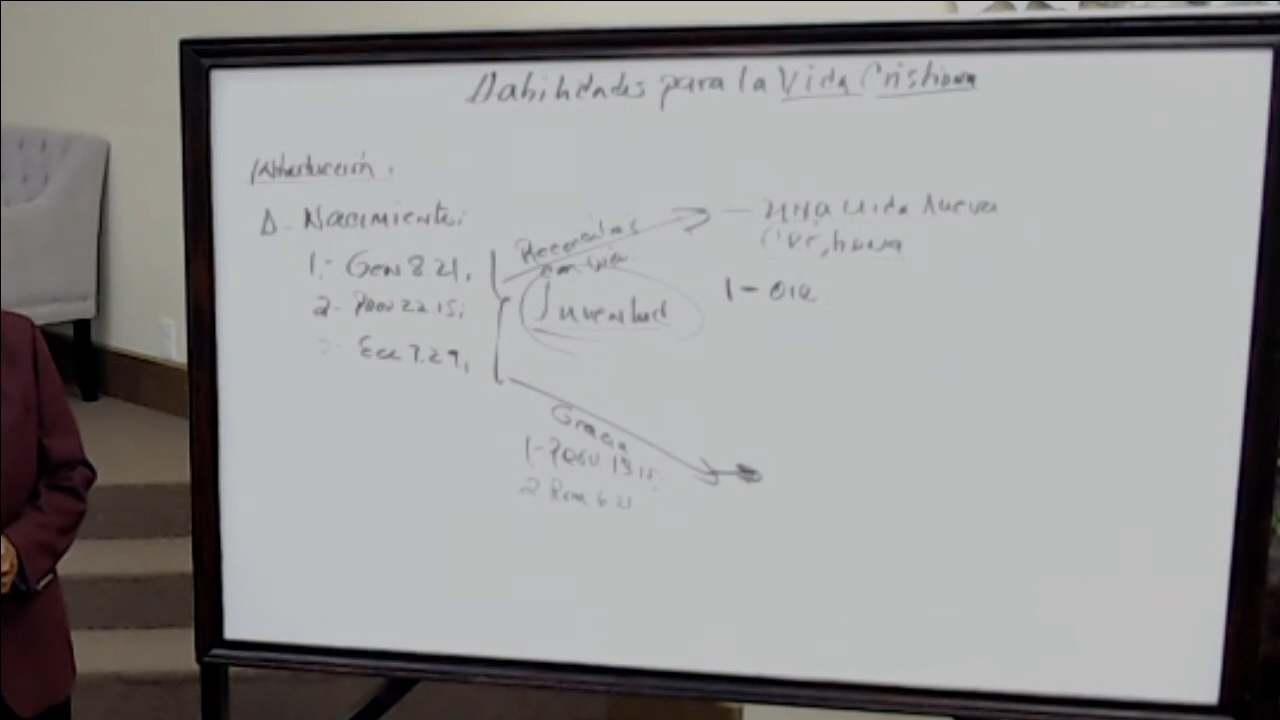 Habilidades para la Vida Cristiana
Introducción.
A. Nacimiento:
1.- Gen 8.21,
2- Prov 22.15;
3- Ecc 7.29,
Juventud
Gracia
1- Prov 13.15;
2 Rom 6 21
- una vida nueva
Cristiana
1-